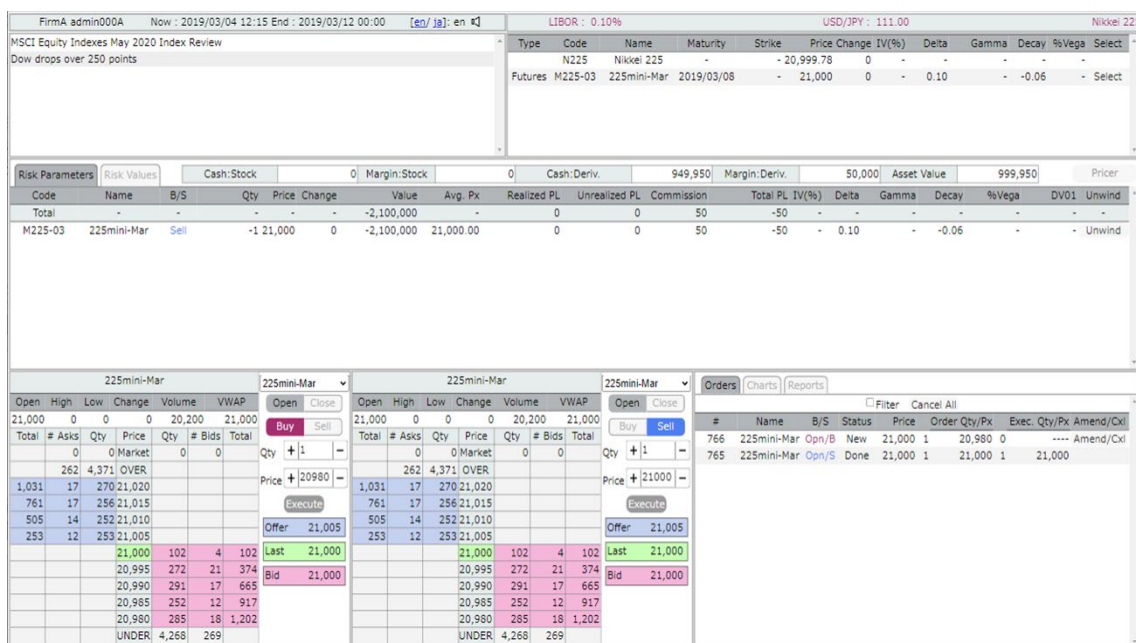 FirmA admin000A Now : 2019/03/04 12:15 End : 2019/03/12 00:00 [en/ ja]: en
LIBOR : 0.10% USD/JPY : 111.00 Nikkei 22
MSCI Equity Indexes May 2020 Index Review
Dow drops over 250 points
Type Code Name Maturity Strike Price Change IV(%) Delta Gamma Decay %Vega Select
N225 Nikkei 225 - - 20,999.78 0 - - - - -
Futures M225-03 225mini-Mar 2019/03/08 - 21,000 0 - 0.10 - -0.06 - Select
Risk Parameters Risk Values Cash:Stock 0 Margin:Stock 0 Cash:Deriv. 949,950 Margin:Deriv. 50,000 Asset Value 999,950 Pricer
Code Name B/S Qty Price Change Value Avg. Px Realized PL Unrealized PL Commission Total PL IV(%) Delta Gamma Decay %Vega DV01 Unwind
Total - - - - - -2,100,000 - 0 0 50 -50 - - - - - - -
M225-03 225mini-Mar Sell -1 21,000 0 -2,100,000 21,000.00 0 0 50 -50 - 0.10 - -0.06 - - Unwind
225mini-Mar
Open High Low Change Volume VWAP
21,000 0 0 0 20,200 21,000
Total # Asks Qty Price Qty # Bids Total
0 0 Market 0 0
262 4,371 OVER
1,031 17 270 21,020
761 17 256 21,015
505 14 252 21,010
253 12 253 21,005
21,000 102 4 102
20,995 272 21 374
20,990 291 17 665
20,985 252 12 917
20,980 285 18 1,202
UNDER 4,268 269
225mini-Mar
Open Close
Buy Sell
Qty + 1 -
Price + 20980 -
Execute
Offer 21,005
Last 21,000
Bid 21,000
225mini-Mar
Open High Low Change Volume VWAP
21,000 0 0 0 20,200 21,000
Total # Asks Qty Price Qty # Bids Total
0 0 Market 0 0
262 4,371 OVER
1,031 17 270 21,020
761 17 256 21,015
505 14 252 21,010
253 12 253 21,005
21,000 102 4 102
20,995 272 21 374
20,990 291 17 665
20,985 252 12 917
20,980 285 18 1,202
UNDER 4,268 269
225mini-Mar
Open Close
Buy Sell
Qty + 1 -
Price + 21000 -
Execute
Offer 21,005
Last 21,000
Bid 21,000
Orders Charts Reports
Filter Cancel All
# Name B/S Status Price Order Qty/Px Exec. Qty/Px Amend/Cxl
766 225mini-Mar Opn/B New 21,000 1 20,980 0 ---- Amend/Cxl
765 225mini-Mar Opn/S Done 21,000 1 21,000 1 21,000